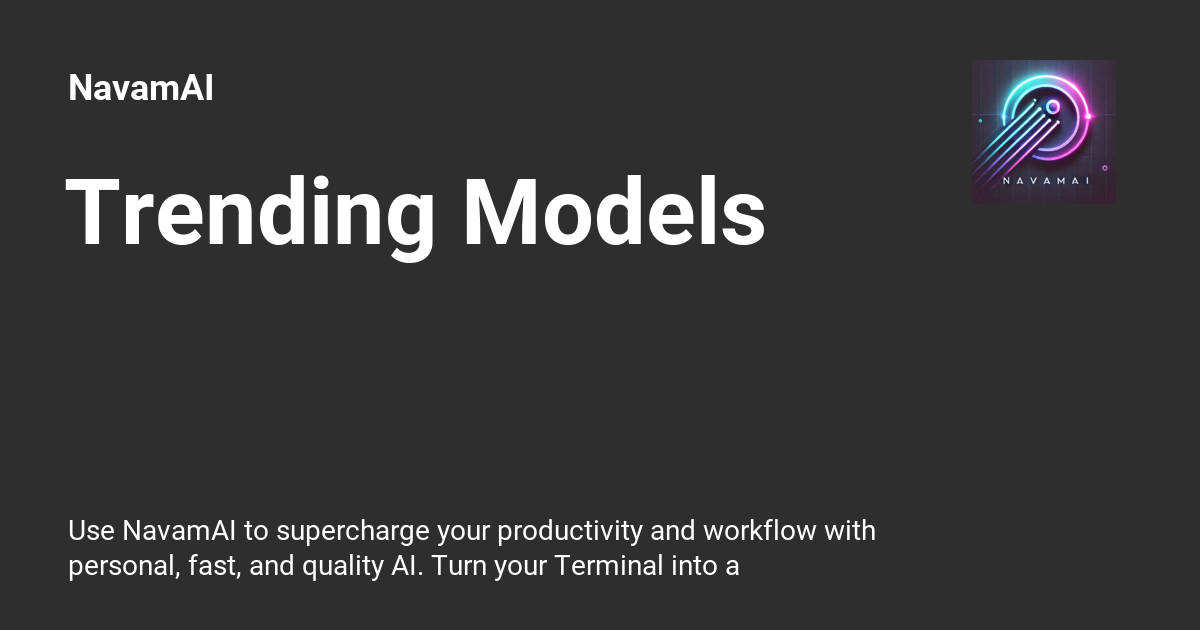 NavamAI
Trending Models
NAVAMAI
Use NavamAI to supercharge your productivity and workflow with
personal, fast, and quality AI. Turn your Terminal into a